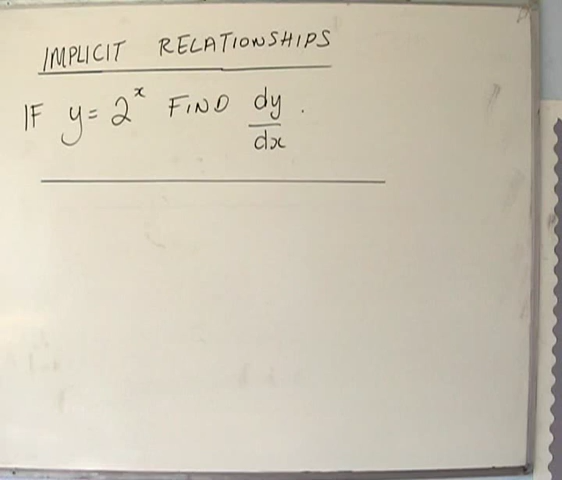 IMPLICIT RELATIONSHIPS
IF y = 2^x FIND dy/dx.